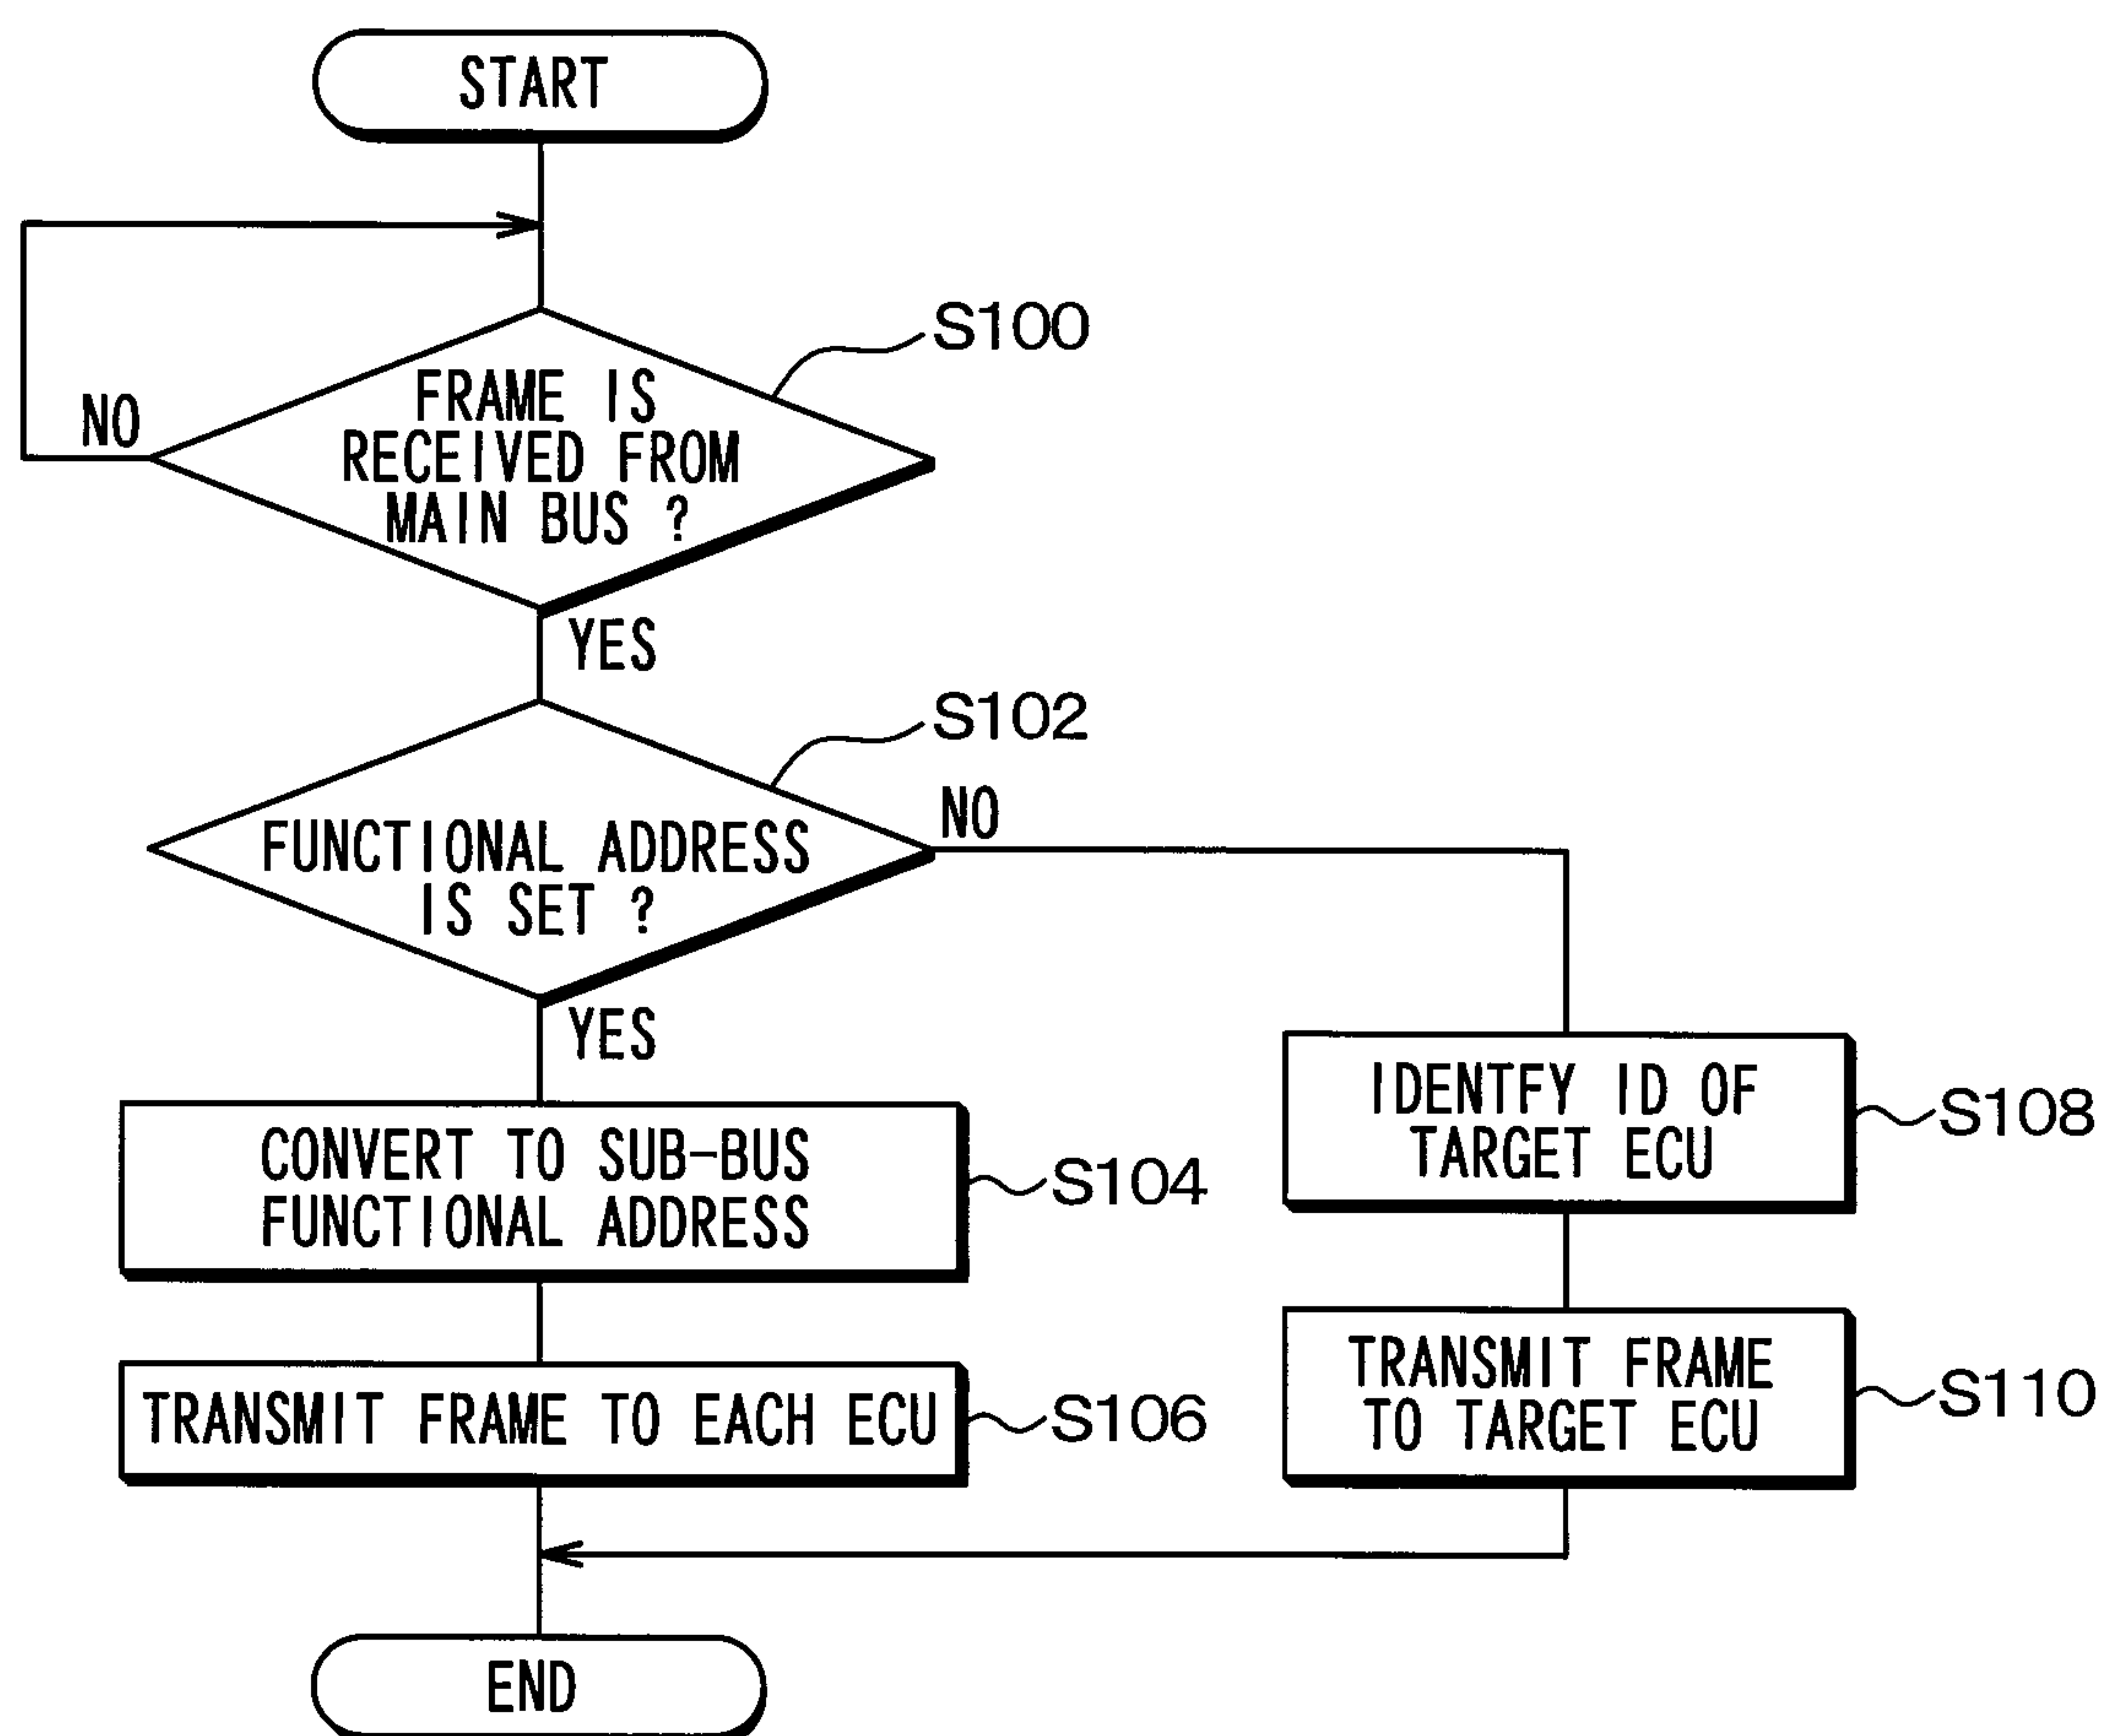 START
S100
FRAME IS
RECEIVED FROM
MAIN BUS ?
NO
YES
S102
FUNCTIONAL ADDRESS
IS SET ?
NO
YES
CONVERT TO SUB-BUS
FUNCTIONAL ADDRESS
S104
TRANSMIT FRAME TO EACH ECU
S106
IDENTFY ID OF
TARGET ECU
S108
TRANSMIT FRAME
TO TARGET ECU
S110
END